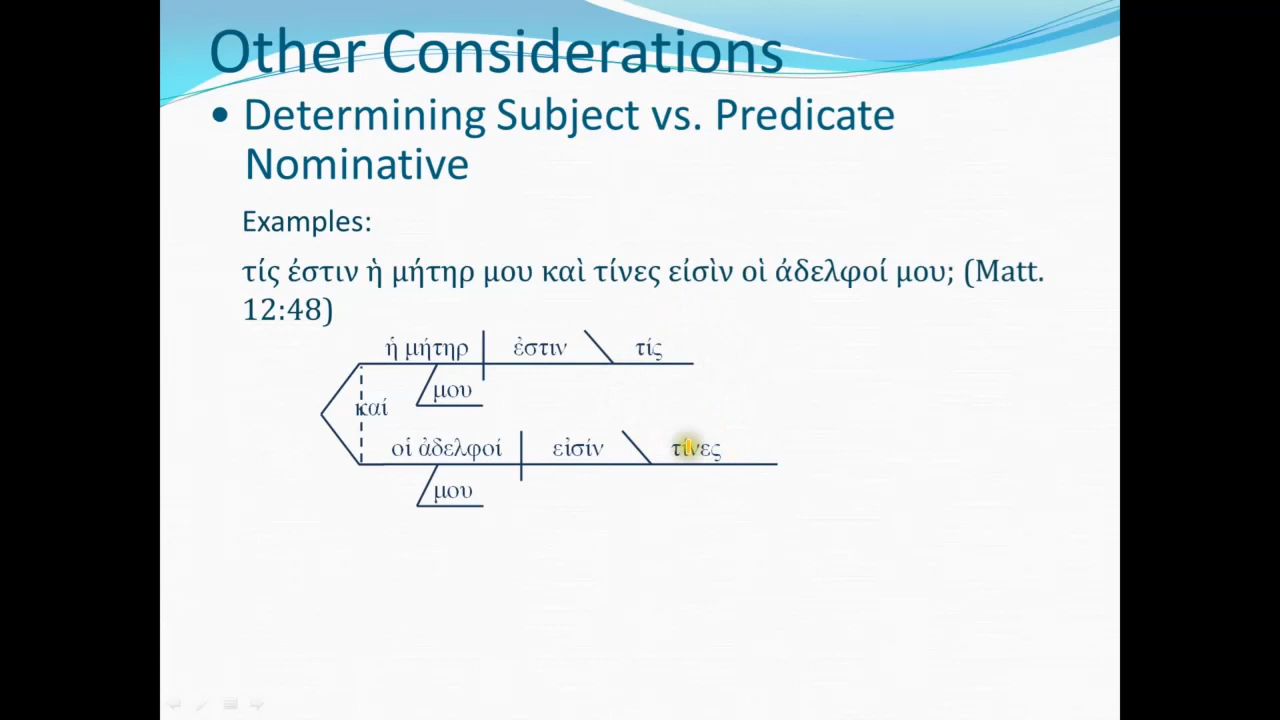 Other Considerations
• Determining Subject vs. Predicate
Nominative
Examples:
τίς ἐστιν ἡ μήτηρ μου καὶ τίνες εἰσὶν οἱ ἀδελφοί μου; (Matt.
12:48)
ἡ μήτηρ ἐστιν τίς
μου
καί
οἱ ἀδελφοί εἰσίν τίνες
μου